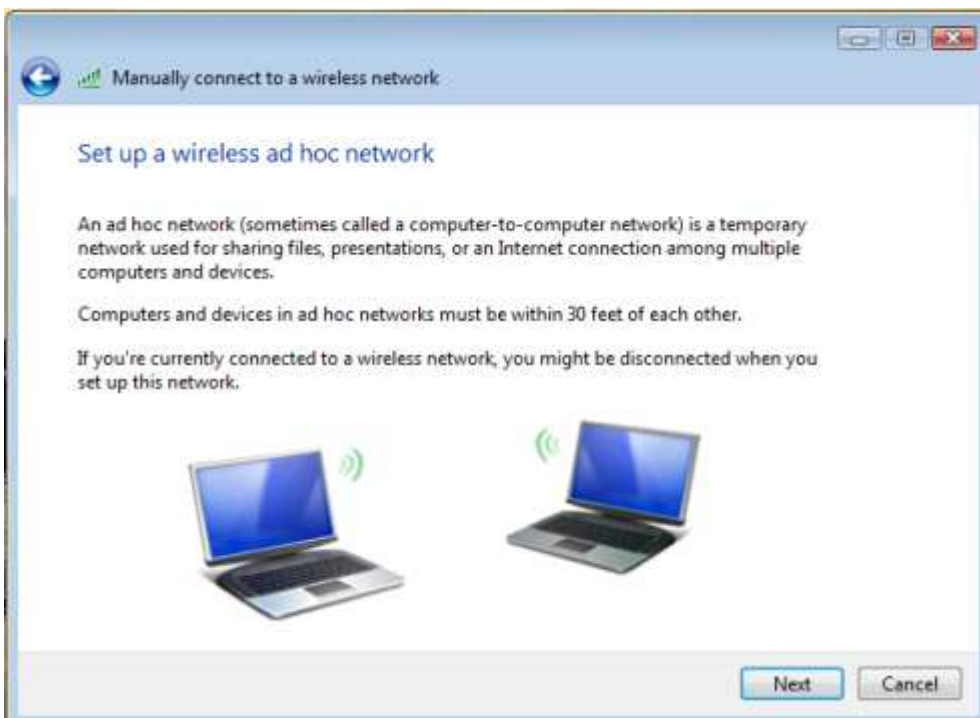 Manually connect to a wireless network
Set up a wireless ad hoc network
An ad hoc network (sometimes called a computer-to-computer network) is a temporary
network used for sharing files, presentations, or an Internet connection among multiple
computers and devices.
Computers and devices in ad hoc networks must be within 30 feet of each other.
If you're currently connected to a wireless network, you might be disconnected when you
set up this network.
Next
Cancel